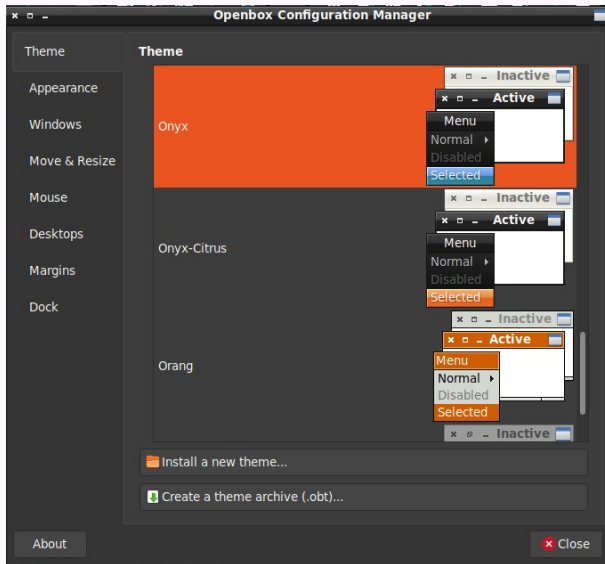 Openbox Configuration Manager
Theme
Appearance
Windows
Move & Resize
Mouse
Desktops
Margins
Dock
Theme
Onyx
Inactive
Active
Menu
Normal
Disabled
Selected
Onyx-Citrus
Inactive
Active
Menu
Normal
Disabled
Selected
Orang
Inactive
Active
Menu
Normal
Disabled
Selected
Inactive
Install a new theme...
Create a theme archive (.obt)...
About
Close